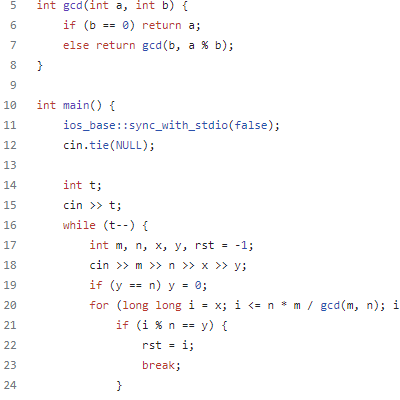 5 int gcd(int a, int b) {
6 if (b == 0) return a;
7 else return gcd(b, a % b);
8 }
9
10 int main() {
11 ios_base::sync_with_stdio(false);
12 cin.tie(NULL);
13
14 int t;
15 cin >> t;
16 while (t--) {
17 int m, n, x, y, rst = -1;
18 cin >> m >> n >> x >> y;
19 if (y == n) y = 0;
20 for (long long i = x; i <= n * m / gcd(m, n); i
21 if (i % n == y) {
22 rst = i;
23 break;
24 }